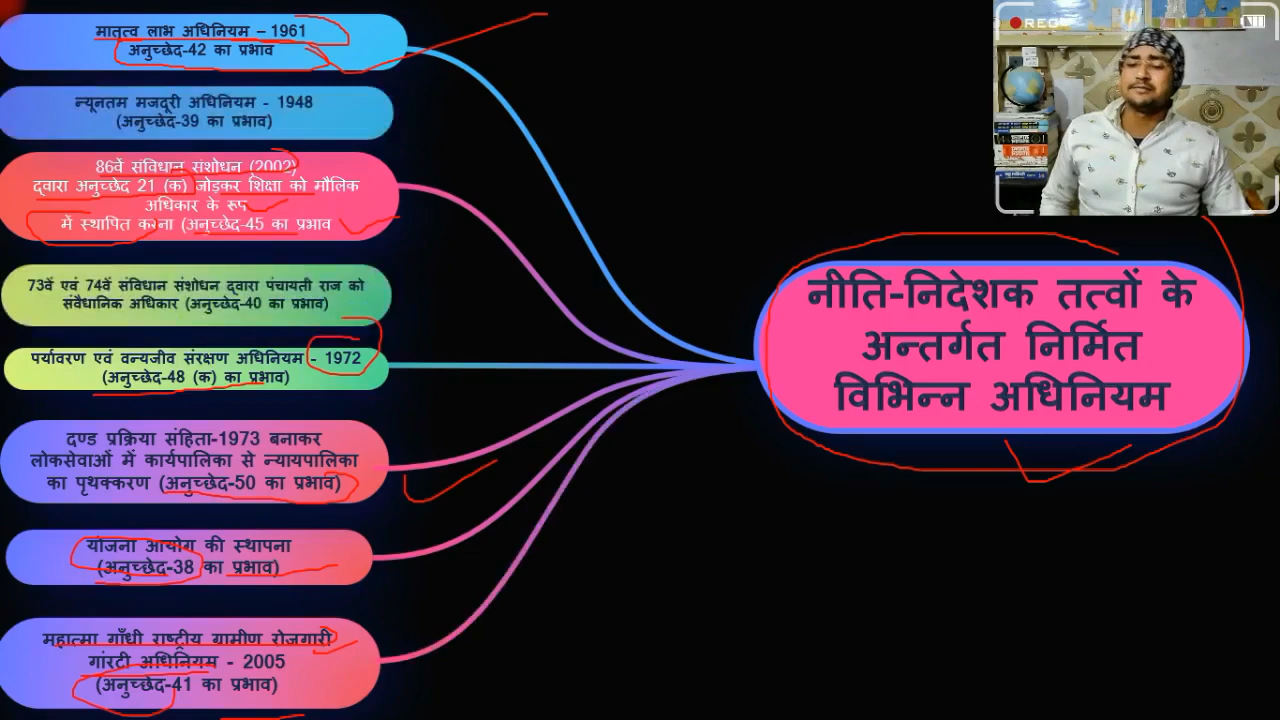 मातृत्व लाभ अधिनियम – 1961
अनुच्छेद-42 का प्रभाव
न्यूनतम मजदूरी अधिनियम - 1948
(अनुच्छेद-39 का प्रभाव)
86वें संविधान संशोधन (2002)
द्वारा अनुच्छेद 21 (क) जोड़कर शिक्षा को मौलिक
अधिकार के रूप
में स्थापित करना (अनुच्छेद-45 का प्रभाव
73वें एवं 74वें संविधान संशोधन द्वारा पंचायती राज को
संवैधानिक अधिकार (अनुच्छेद-40 का प्रभाव)
पर्यावरण एवं वन्यजीव संरक्षण अधिनियम - 1972
(अनुच्छेद-48 (क) का प्रभाव)
दण्ड प्रक्रिया संहिता-1973 बनाकर
लोकसेवाओं में कार्यपालिका से न्यायपालिका
का पृथक्करण (अनुच्छेद-50 का प्रभाव)
योजना आयोग की स्थापना
(अनुच्छेद-38 का प्रभाव)
महात्मा गाँधी राष्ट्रीय ग्रामीण रोजगारी
गांरटी अधिनियम - 2005
(अनुच्छेद-41 का प्रभाव)
REC
नीति-निदेशक तत्वों के
अन्तर्गत निर्मित
विभिन्न अधिनियम